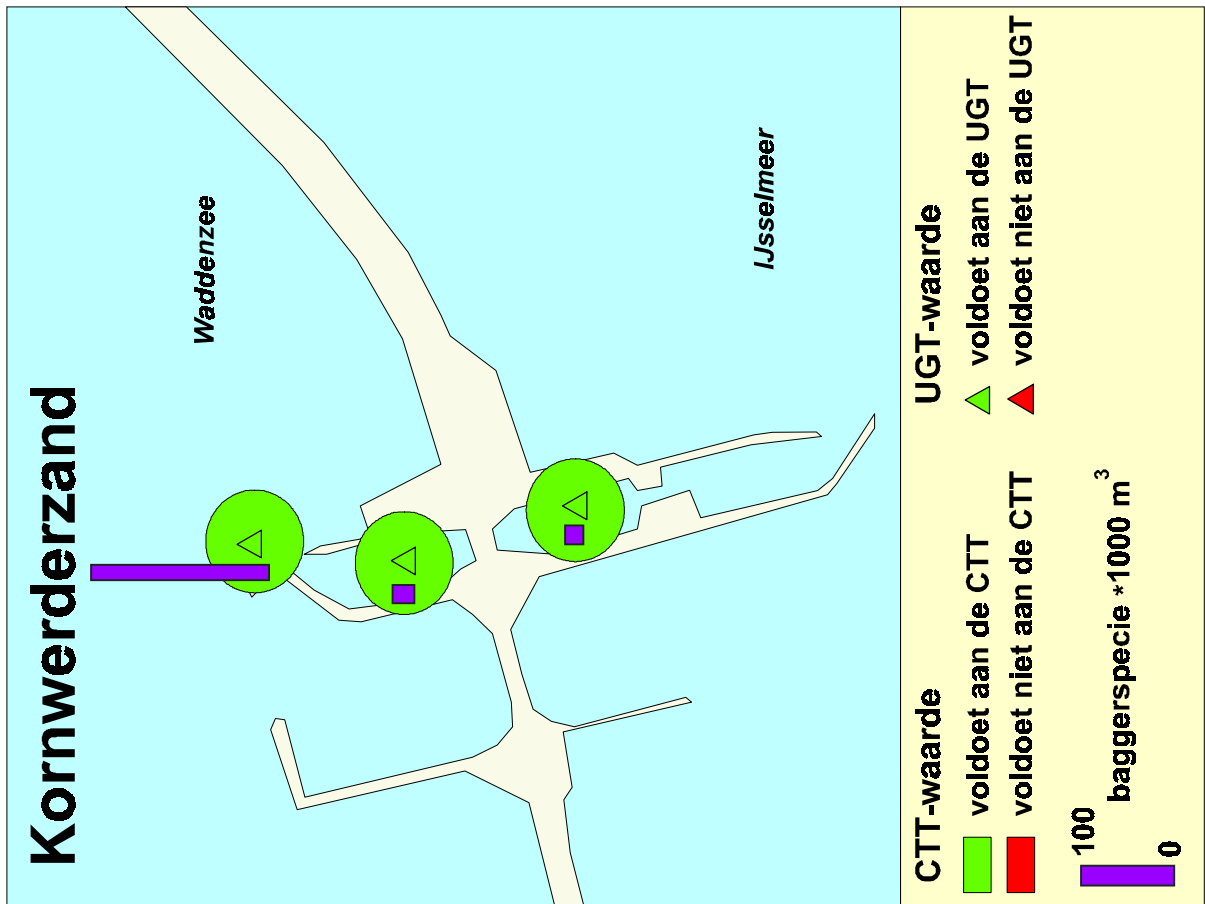 Kornwerderzand
Waddenzee
IJsselmeer
CTT-waarde
voldoet aan de CTT
voldoet niet aan de CTT
UGT-waarde
voldoet aan de UGT
voldoet niet aan de UGT
100
0
baggerspecie *1000 m³